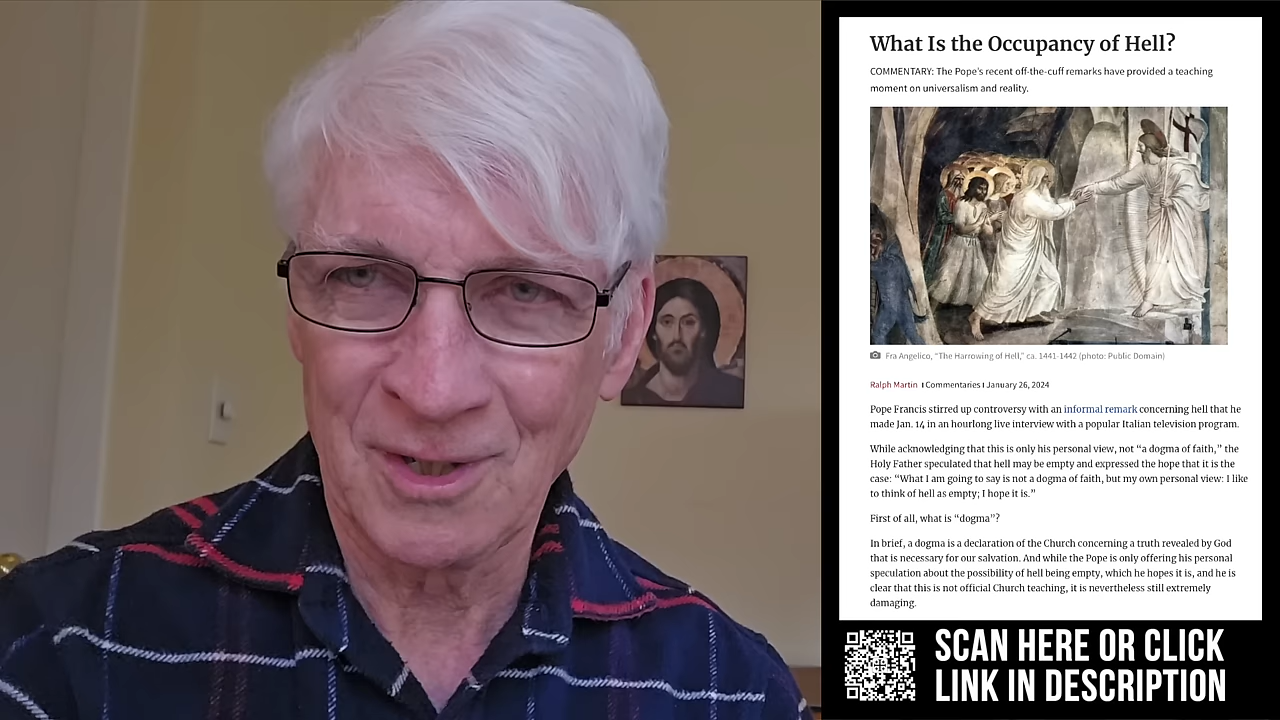 What Is the Occupancy of Hell?
COMMENTARY: The Pope's recent off-the-cuff remarks have provided a teaching
moment on universalism and reality.
Fra Angelico, “The Harrowing of Hell,” ca. 1441-1442 (photo: Public Domain)
Ralph Martin | Commentaries | January 26, 2024
Pope Francis stirred up controversy with an informal remark concerning hell that he
made Jan. 14 in an hourlong live interview with a popular Italian television program.
While acknowledging that this is only his personal view, not “a dogma of faith,” the
Holy Father speculated that hell may be empty and expressed the hope that it is the
case: “What I am going to say is not a dogma of faith, but my own personal view: I like
to think of hell as empty; I hope it is.”
First of all, what is “dogma”?
In brief, a dogma is a declaration of the Church concerning a truth revealed by God
that is necessary for our salvation. And while the Pope is only offering his personal
speculation about the possibility of hell being empty, which he hopes it is, and he is
clear that this is not official Church teaching, it is nevertheless still extremely
damaging.
SCAN HERE OR CLICK
LINK IN DESCRIPTION